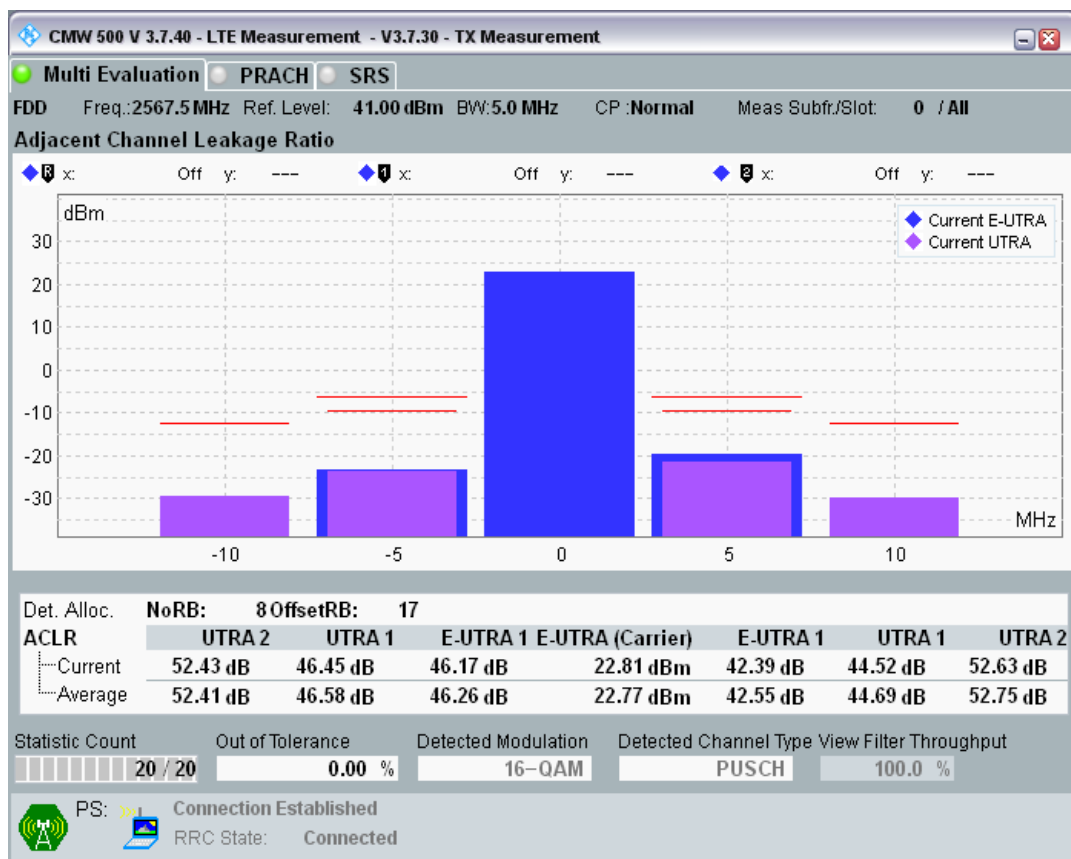 CMW 500 V 3.7.40 - LTE Measurement - V3.7.30 - TX Measurement
Multi Evaluation PRACH SRS
FDD Freq.:2567.5 MHz Ref. Level: 41.00 dBm BW:5.0 MHz CP :Normal Meas Subfr./Slot: 0 / All
Adjacent Channel Leakage Ratio
R x: Off y: --- 1 x: Off y: --- 2 x: Off y: ---
dBm
Current E-UTRA
Current UTRA
30
20
10
0
-10
-20
-30
MHz
-10 -5 0 5 10
Det. Alloc. NoRB: 8 OffsetRB: 17
ACLR UTRA 2 UTRA 1 E-UTRA 1 E-UTRA (Carrier) E-UTRA 1 UTRA 1 UTRA 2
Current 52.43 dB 46.45 dB 46.17 dB 22.81 dBm 42.39 dB 44.52 dB 52.63 dB
Average 52.41 dB 46.58 dB 46.26 dB 22.77 dBm 42.55 dB 44.69 dB 52.75 dB
Statistic Count Out of Tolerance Detected Modulation Detected Channel Type View Filter Throughput
20 / 20 0.00 % 16-QAM PUSCH 100.0 %
PS: Connection Established
RRC State: Connected